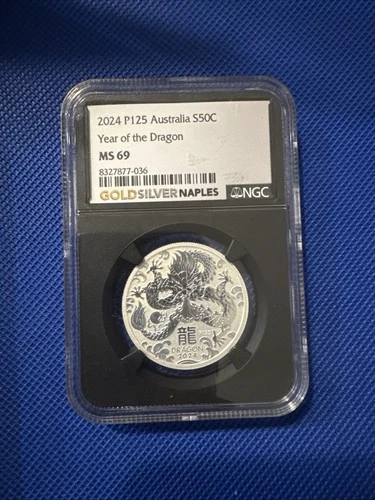 2024 P125 Australia S50C
Year of the Dragon
MS 69
8327877-036
GOLDSILVERNAPLES
NGC
龍
DRAGON
2024